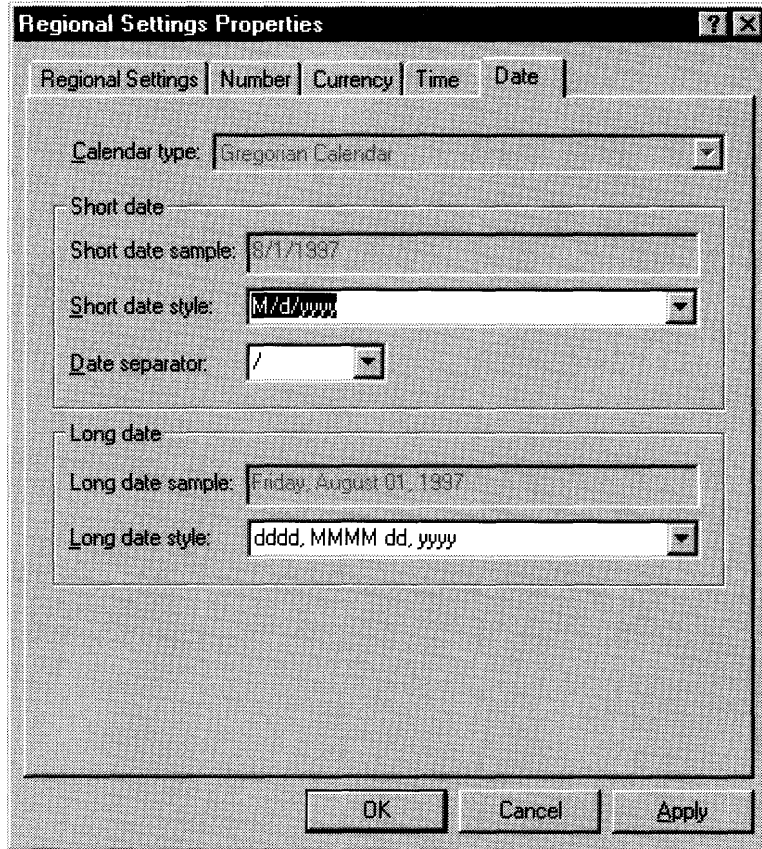 Regional Settings Properties
Regional Settings Number Currency Time Date
Calendar type: Gregorian Calendar
Short date
Short date sample: 8/1/1997
Short date style: M/d/yyyy
Date separator: /
Long date
Long date sample: Friday, August 01, 1997
Long date style: dddd, MMMM dd, yyyy
OK Cancel Apply